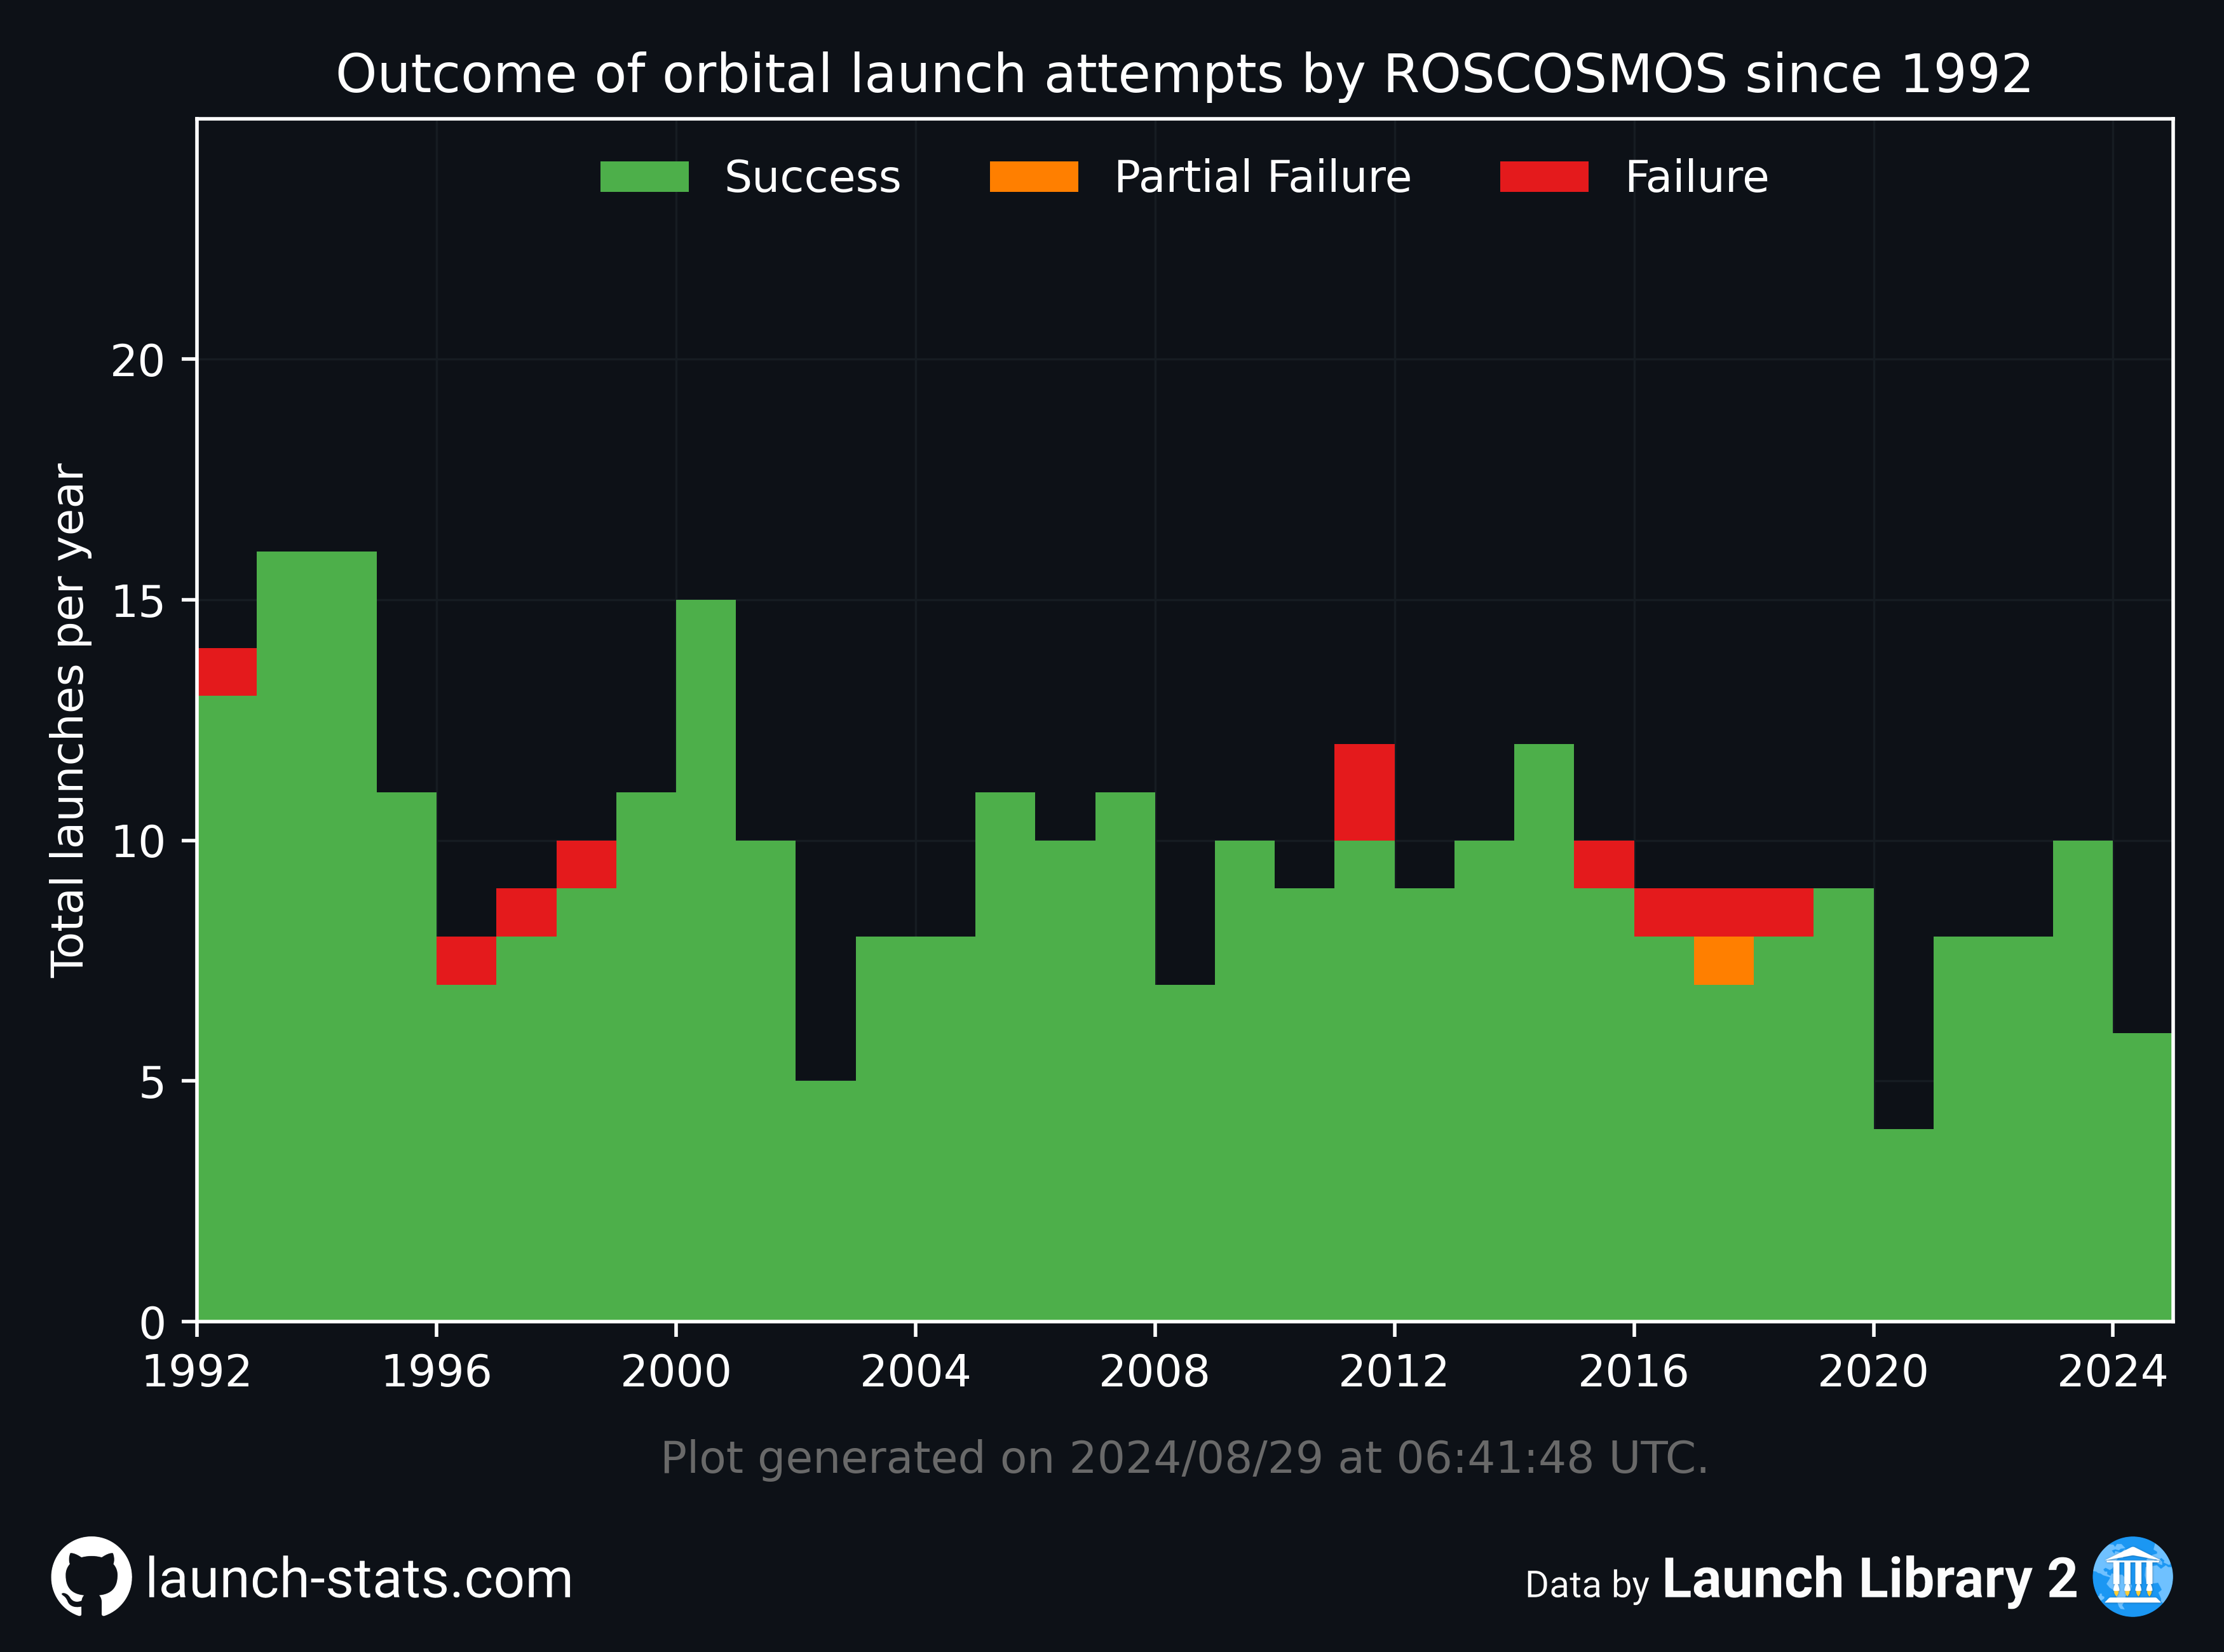 Outcome of orbital launch attempts by ROSCOSMOS since 1992
Success
Partial Failure
Failure
Total launches per year
20
15
10
5
0
1992
1996
2000
2004
2008
2012
2016
2020
2024
Plot generated on 2024/08/29 at 06:41:48 UTC.
launch-stats.com
Data by Launch Library 2